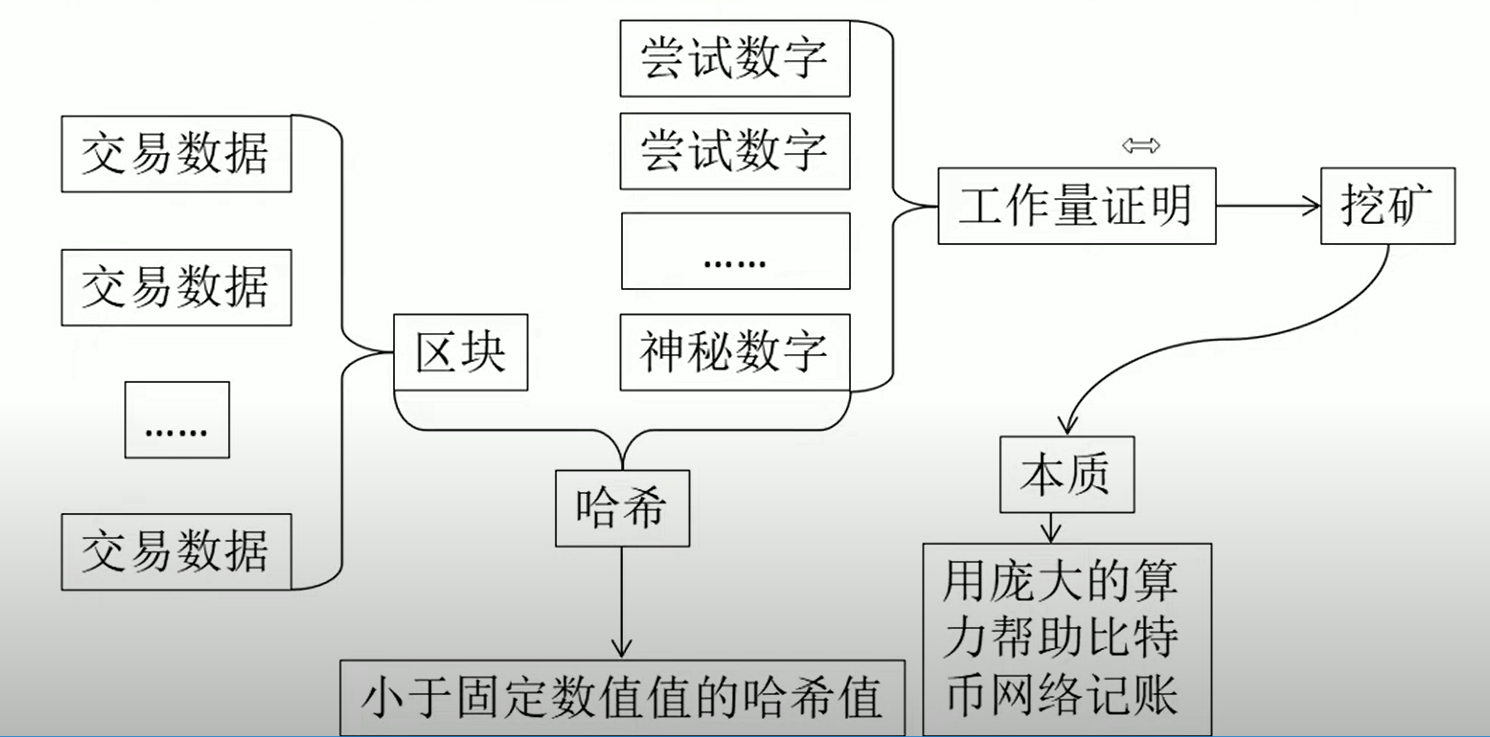 尝试数字
尝试数字
……
神秘数字
交易数据
交易数据
……
交易数据
区块
工作量证明
挖矿
哈希
小于固定数值值的哈希值
本质
用庞大的算
力帮助比特
币网络记账